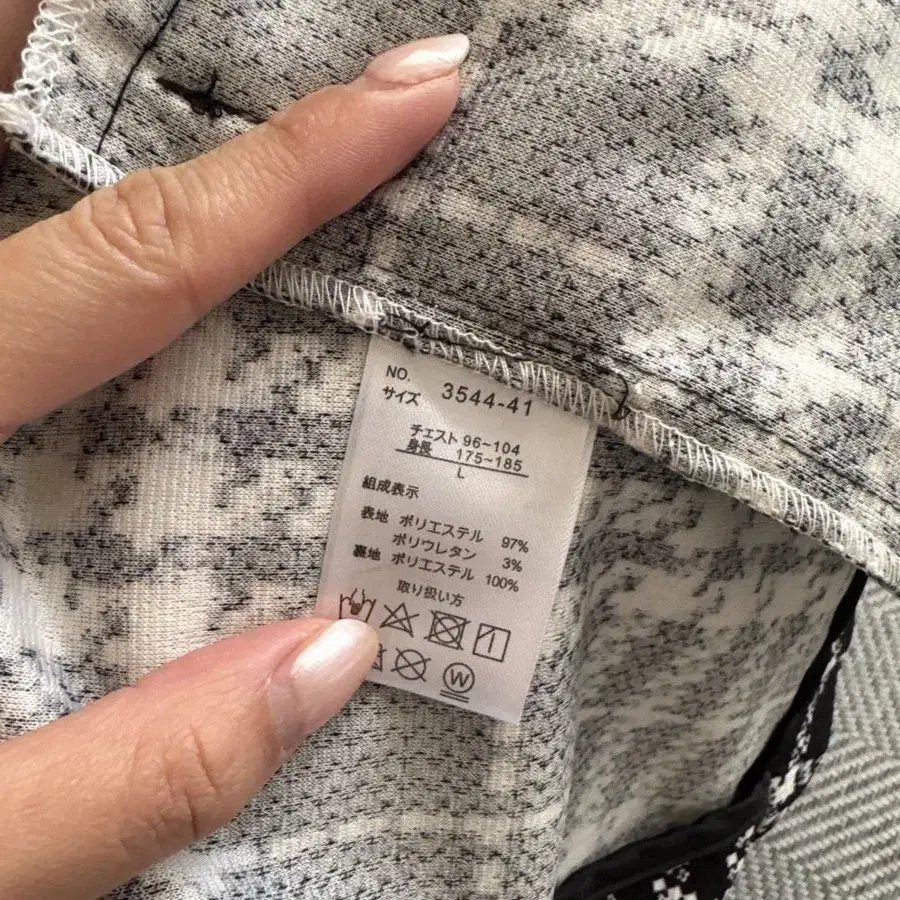 NO. 3544-41
サイズ
チェスト 96~104
身長 175~185
L
組成表示
表地 ポリエステル 97%
ポリウレタン 3%
裏地 ポリエステル 100%
取り扱い方
W